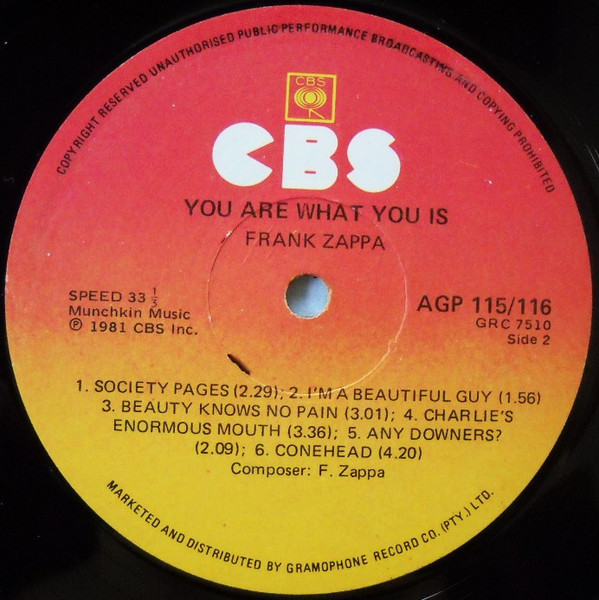 COPYRIGHT RESERVED UNAUTHORISED PUBLIC PERFORMANCE BROADCASTING AND COPYING PROHIBITED
CBS
CBS
YOU ARE WHAT YOU IS
FRANK ZAPPA
SPEED 33 1/3
Munchkin Music
℗ 1981 CBS Inc.
AGP 115/116
GRC 7510
Side 2
1. SOCIETY PAGES (2.29); 2. I'M A BEAUTIFUL GUY (1.56)
3. BEAUTY KNOWS NO PAIN (3.01); 4. CHARLIE'S
ENORMOUS MOUTH (3.36); 5. ANY DOWNERS?
(2.09); 6. CONEHEAD (4.20)
Composer: F. Zappa
MARKETED AND DISTRIBUTED BY GRAMOPHONE RECORD CO. (PTY.) LTD.